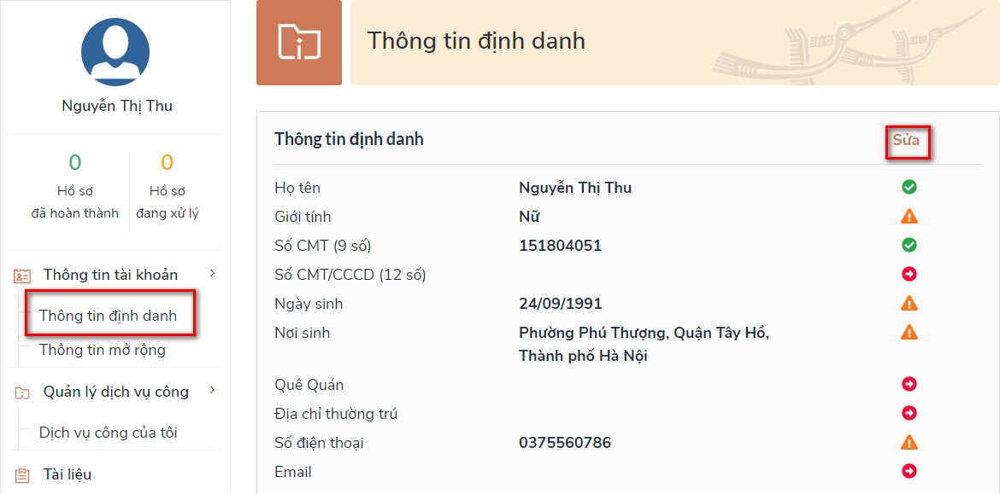 Nguyễn Thị Thu
0
Hồ sơ
đã hoàn thành
0
Hồ sơ
đang xử lý
Thông tin tài khoản
Thông tin định danh
Thông tin mở rộng
Quản lý dịch vụ công
Dịch vụ công của tôi
Tài liệu
Thông tin định danh
Thông tin định danh Sửa
Họ tên Nguyễn Thị Thu
Giới tính Nữ
Số CMT (9 số) 151804051
Số CMT/CCCD (12 số)
Ngày sinh 24/09/1991
Nơi sinh Phường Phú Thượng, Quận Tây Hồ,
Thành phố Hà Nội
Quê Quán
Địa chỉ thường trú
Số điện thoại 0375560786
Email